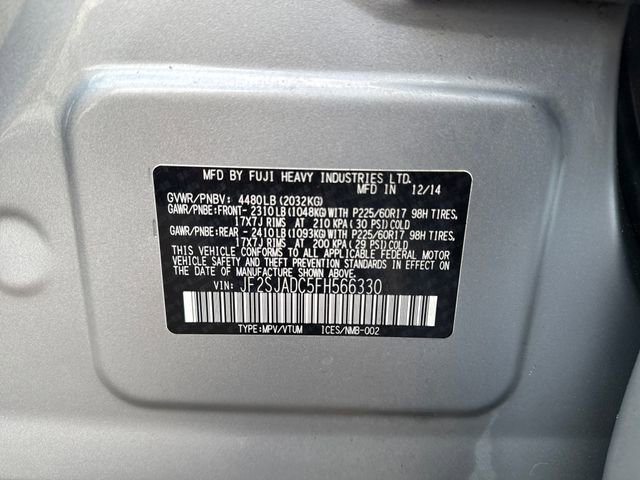 MFD BY FUJI HEAVY INDUSTRIES LTD.
MFD.IN 12/14
GVWR/PNBV: 4480LB(2032KG)
GAWR/PNBE:FRONT- 2310LB(1048KG)WITH P225/60R17 98H TIRES,
17X7J RIMS AT 210 KPA(30 PSI)COLD
GAWR/PNBE:REAR - 2410LB(1093KG)WITH P225/60R17 98H TIRES,
17X7J RIMS AT 200 KPA(29 PSI)COLD
THIS VEHICLE CONFORMS TO ALL APPLICABLE FEDERAL MOTOR
VEHICLE SAFETY AND THEFT PREVENTION STANDARDS IN EFFECT
ON THE DATE OF MANUFACTURE SHOWN ABOVE.
VIN: JF2SJADC5FH566330
TYPE:MPV/VTUM ICES/NMB-002